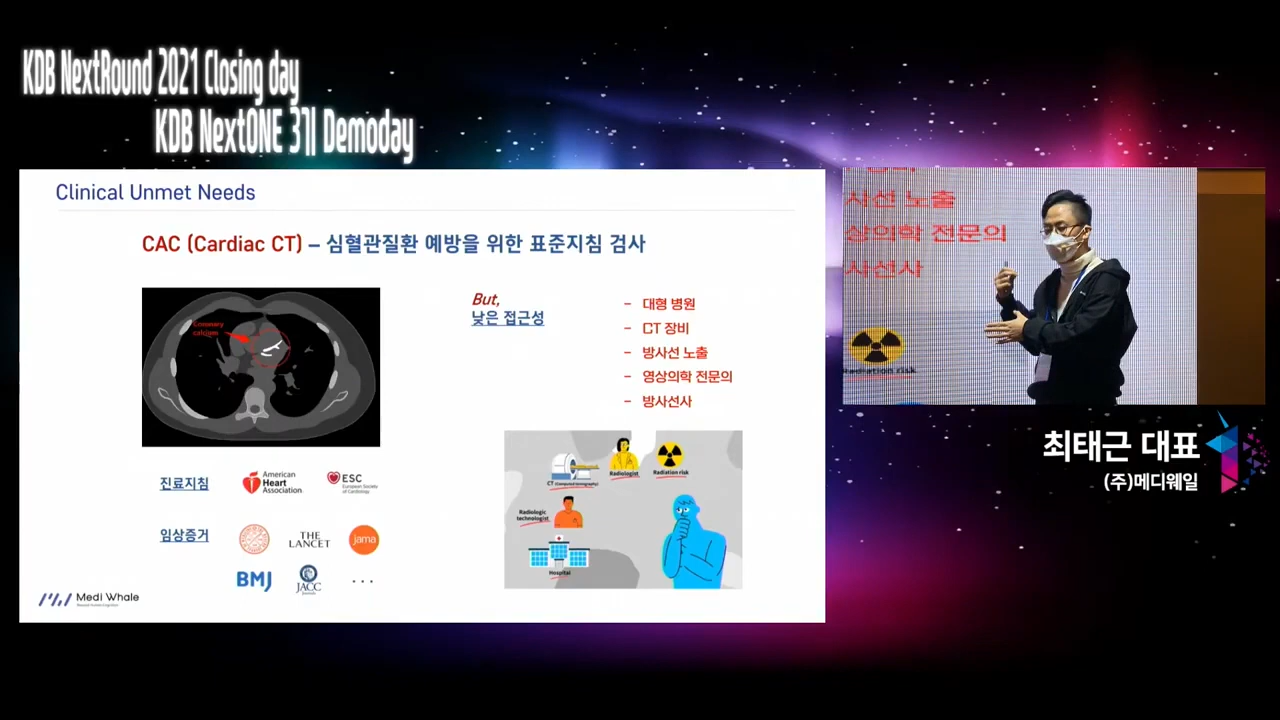 KDB NextRound 2021 Closing day
KDB NextONE 3기 Demoday
Clinical Unmet Needs
CAC (Cardiac CT) – 심혈관질환 예방을 위한 표준지침 검사
Coronary
calcium
But,
낮은 접근성
- 대형 병원
- CT 장비
- 방사선 노출
- 영상의학 전문의
- 방사선사
진료지침
American
Heart
Association
ESC
European Society
of Cardiology
임상증거
THE
LANCET
jama
BMJ
JACC
...
Medi Whale
CT (Computed tomography)
Radiologist
Radiation risk
Radiologic
technologist
Hospital
사선 노출
상의학 전문의
사선사
Radiation risk
최태근 대표
(주)메디웨일